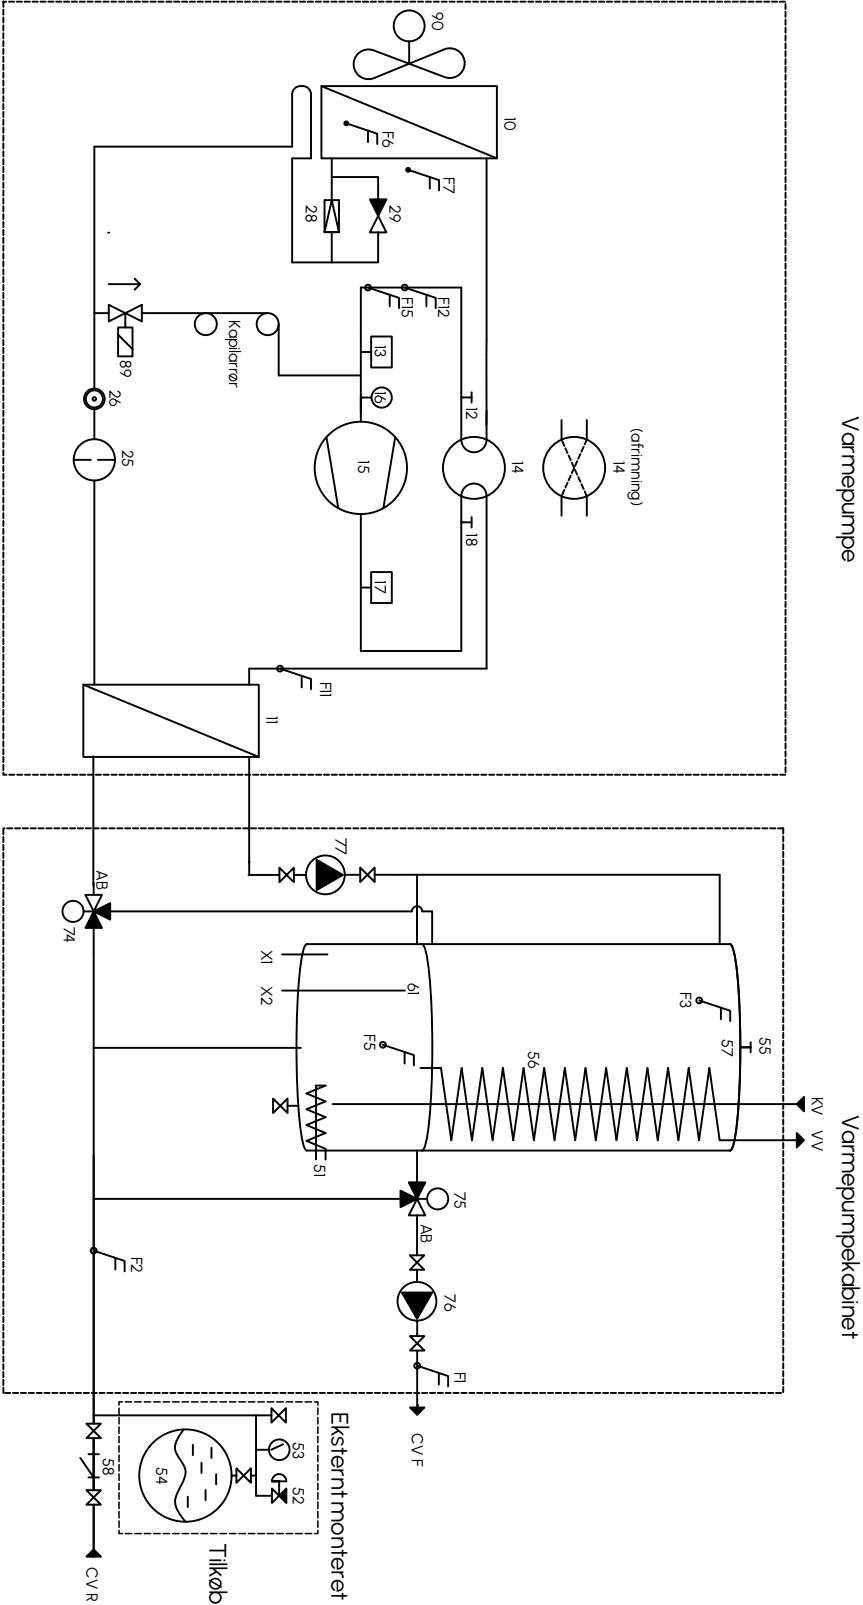 Varmepumpe
90
10
F6
F7
28
29
F15
F12
13
16
12
Kapilarrør
89
26
25
15
14
14
(afrimning)
18
17
F11
11
Varmepumpekabinet
77
AB
74
X1
X2
61
F5
F3
56
57
55
KV
VV
51
75
AB
76
F2
F1
CVF
Eksternt monteret
53
52
54
58
Tilkøb
CVR